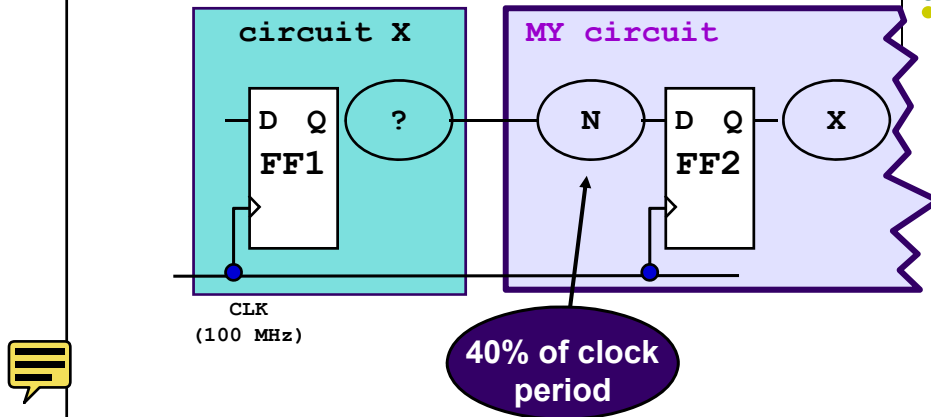 circuit X
MY circuit
D Q
FF1
?
N
D Q
FF2
X
CLK
(100 MHz)
40% of clock
period